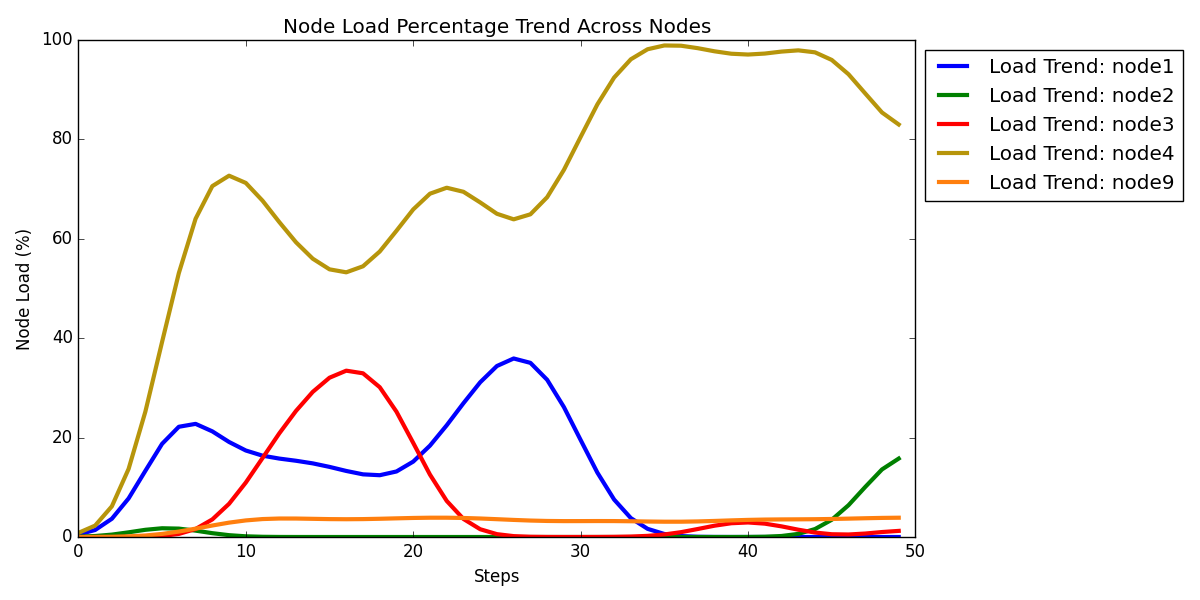 Node Load Percentage Trend Across Nodes
100
80
60
40
20
0
Node Load (%)
0 10 20 30 40 50
Steps
Load Trend: node1
Load Trend: node2
Load Trend: node3
Load Trend: node4
Load Trend: node9